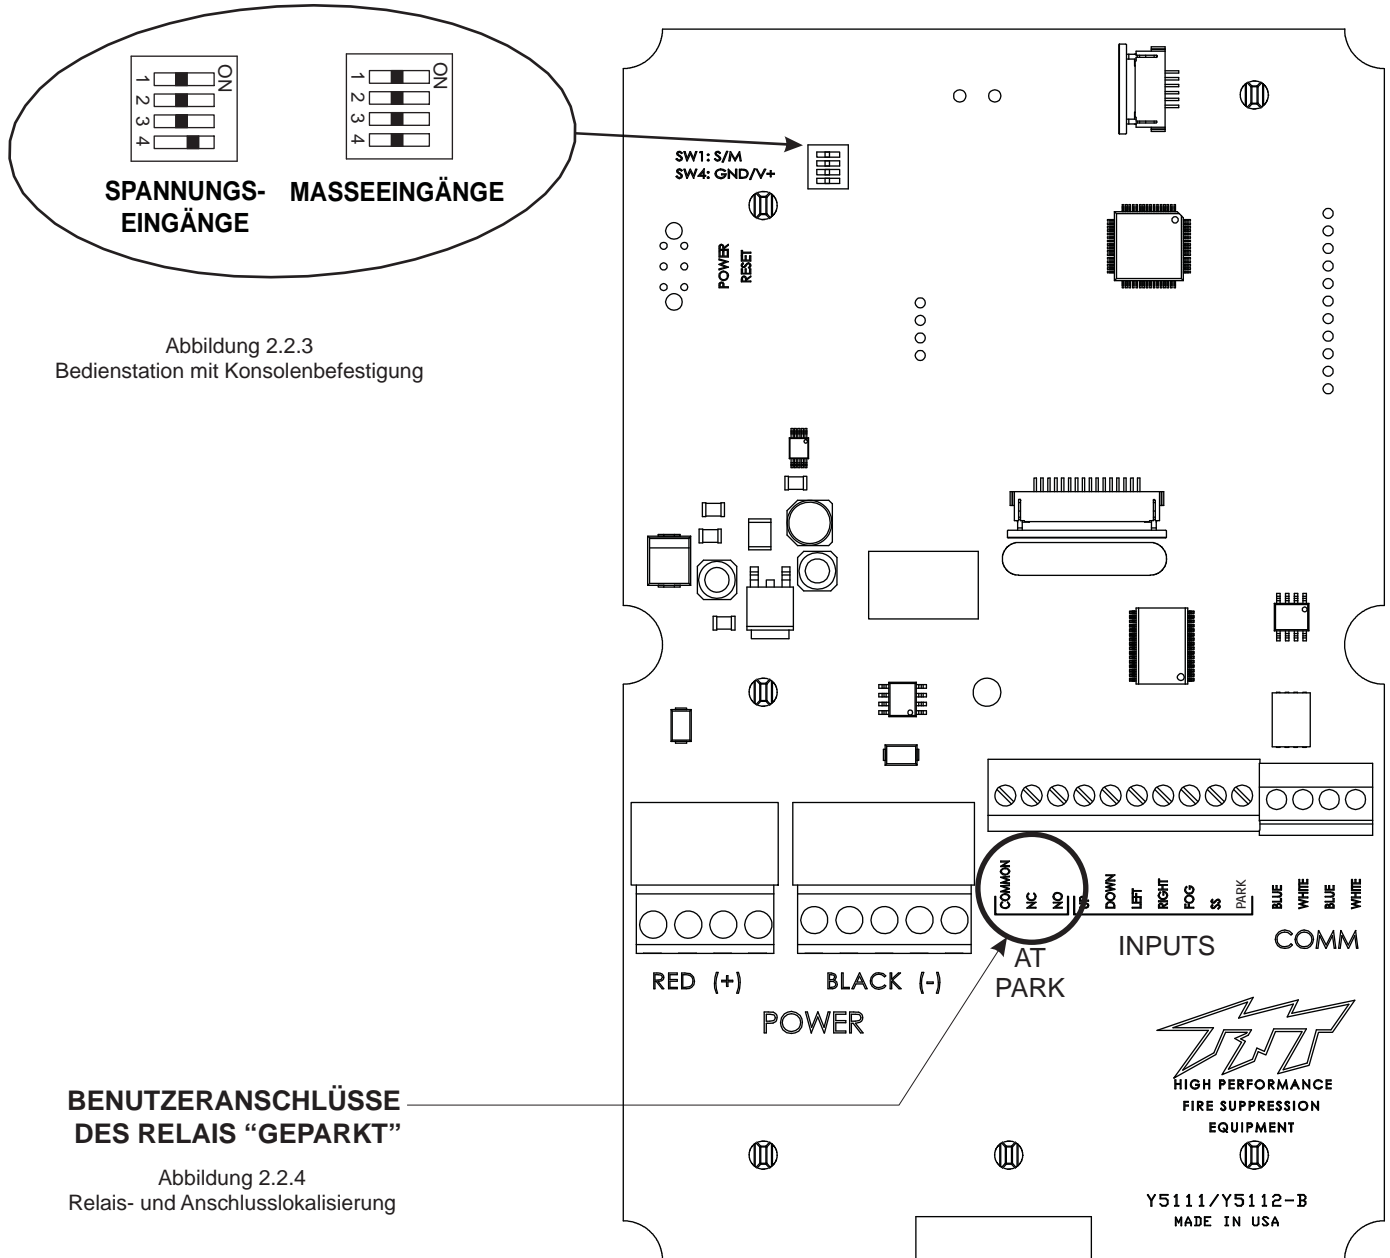 ON
1
2
3
4
ON
1
2
3
4
SPANNUNGS-
EINGÄNGE
MASSEEINGÄNGE
SW1: S/M
SW4: GND/V+
POWER
RESET
Abbildung 2.2.3
Bedienstation mit Konsolenbefestigung
COMMON
NC
NO
UP
DOWN
LEFT
RIGHT
FOG
SS
PARK
BLUE
WHITE
BLUE
WHITE
AT
PARK
INPUTS
COMM
RED (+)
BLACK (-)
POWER
TNT
HIGH PERFORMANCE
FIRE SUPPRESSION
EQUIPMENT
BENUTZERANSCHLÜSSE
DES RELAIS “GEPARKT”
Abbildung 2.2.4
Relais- und Anschlusslokalisierung
Y5111/Y5112-B
MADE IN USA